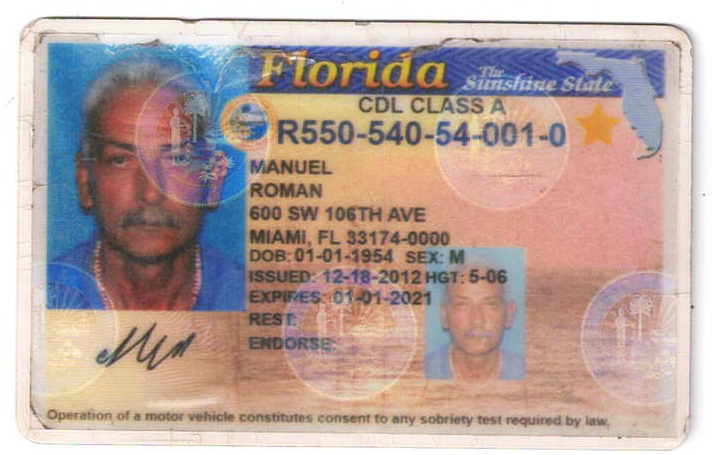 Florida
The
Sunshine State
CDL CLASS A
R550-540-54-001-0
MANUEL
ROMAN
600 SW 106TH AVE
MIAMI, FL 33174-0000
DOB: 01-01-1954 SEX: M
ISSUED: 12-18-2012 HGT: 5-06
EXPIRES: 01-01-2021
REST:
ENDORSE:
Operation of a motor vehicle constitutes consent to any sobriety test required by law.